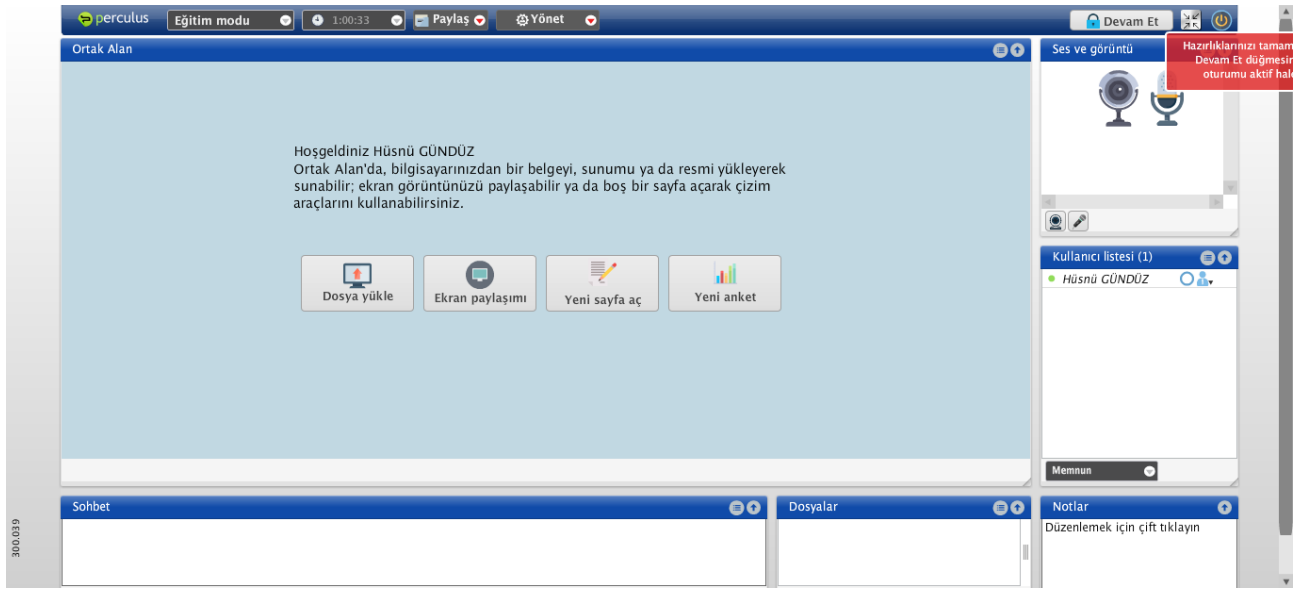 perculus
Eğitim modu
1:00:33
Paylaş
Yönet
Devam Et
Ortak Alan
Ses ve görüntü
Hazırlıklarınızı tamam
Devam Et düğmesin
oturumu aktif hale
Hoşgeldiniz Hüsnü GÜNDÜZ
Ortak Alan'da, bilgisayarınızdan bir belgeyi, sunumu ya da resmi yükleyerek
sunabilir; ekran görüntünüzü paylaşabilir ya da boş bir sayfa açarak çizim
araçlarını kullanabilirsiniz.
Dosya yükle
Ekran paylaşımı
Yeni sayfa aç
Yeni anket
Kullanıcı listesi (1)
Hüsnü GÜNDÜZ
Memnun
Sohbet
Dosyalar
Notlar
Düzenlemek için çift tıklayın
300.039